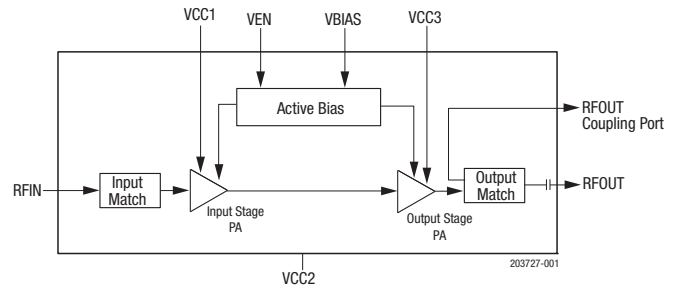 VCC1
VEN
VBIAS
VCC3
Active Bias
RFOUT
Coupling Port
RFIN
Input
Match
Input Stage
PA
Output Stage
PA
Output
Match
RFOUT
203727-001
VCC2